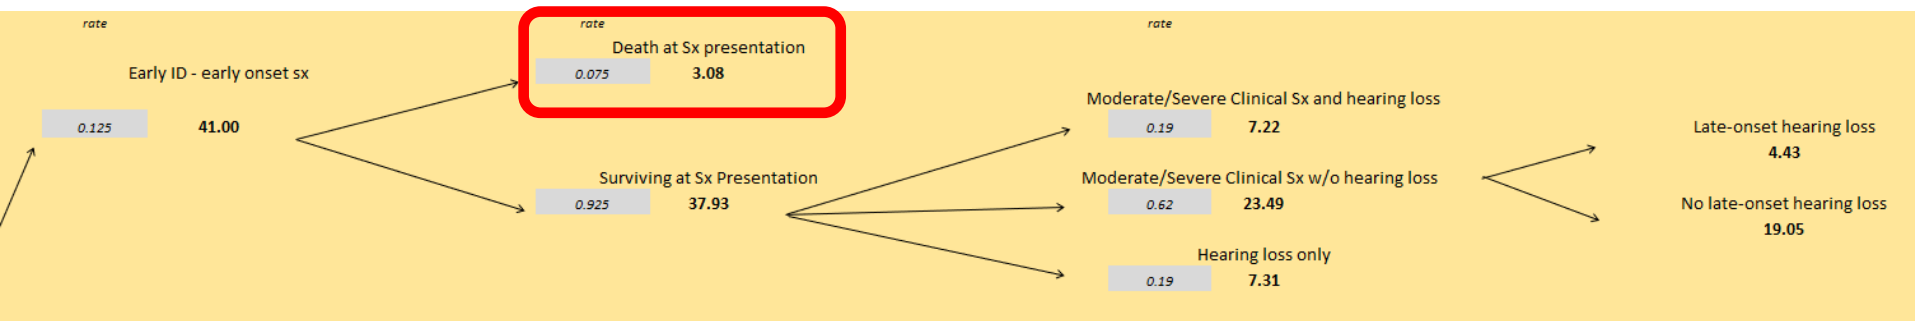 rate
rate
rate
Death at Sx presentation
0.075 3.08
Early ID - early onset sx
0.125 41.00
Surviving at Sx Presentation
0.925 37.93
Moderate/Severe Clinical Sx and hearing loss
0.19 7.22
Moderate/Severe Clinical Sx w/o hearing loss
0.62 23.49
Hearing loss only
0.19 7.31
Late-onset hearing loss
4.43
No late-onset hearing loss
19.05